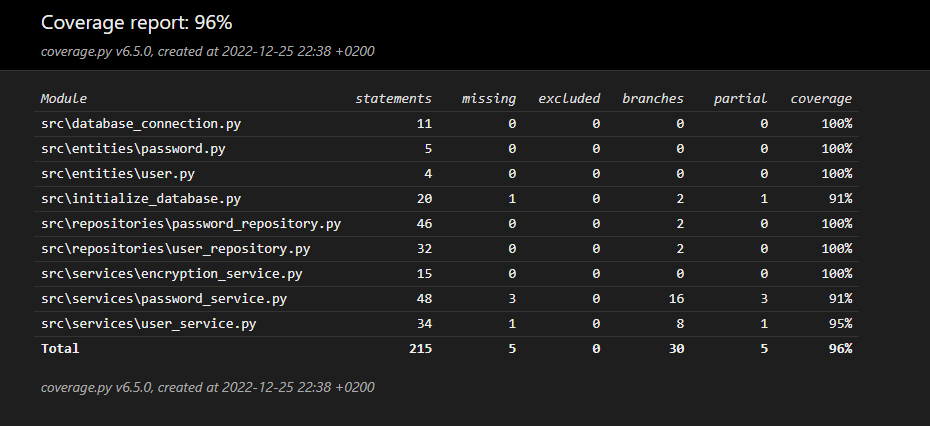 Coverage report: 96%
coverage.py v6.5.0, created at 2022-12-25 22:38 +0200
Module statements missing excluded branches partial coverage
src\database_connection.py 11 0 0 0 0 100%
src\entities\password.py 5 0 0 0 0 100%
src\entities\user.py 4 0 0 0 0 100%
src\initialize_database.py 20 1 0 2 1 91%
src\repositories\password_repository.py 46 0 0 2 0 100%
src\repositories\user_repository.py 32 0 0 2 0 100%
src\services\encryption_service.py 15 0 0 0 0 100%
src\services\password_service.py 48 3 0 16 3 91%
src\services\user_service.py 34 1 0 8 1 95%
Total 215 5 0 30 5 96%
coverage.py v6.5.0, created at 2022-12-25 22:38 +0200